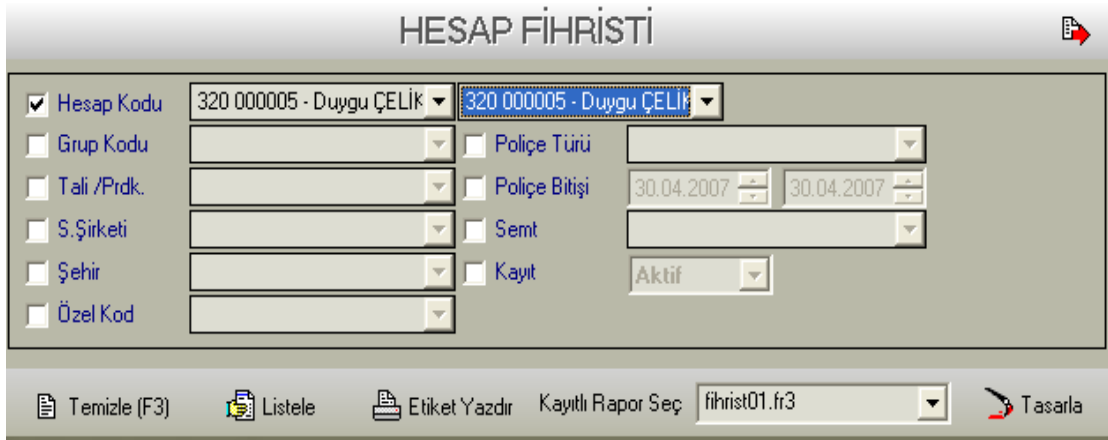 HESAP FİHRİSTİ
Hesap Kodu 320 000005 - Duygu ÇELİK 320 000005 - Duygu ÇELİK
Grup Kodu Poliçe Türü
Tali /Prdk. Poliçe Bitişi 30.04.2007 30.04.2007
S.Şirketi Semt
Şehir Kayıt Aktif
Özel Kod
Temizle (F3) Listele Etiket Yazdır Kayıtlı Rapor Seç fihrist01.fr3 Tasarla